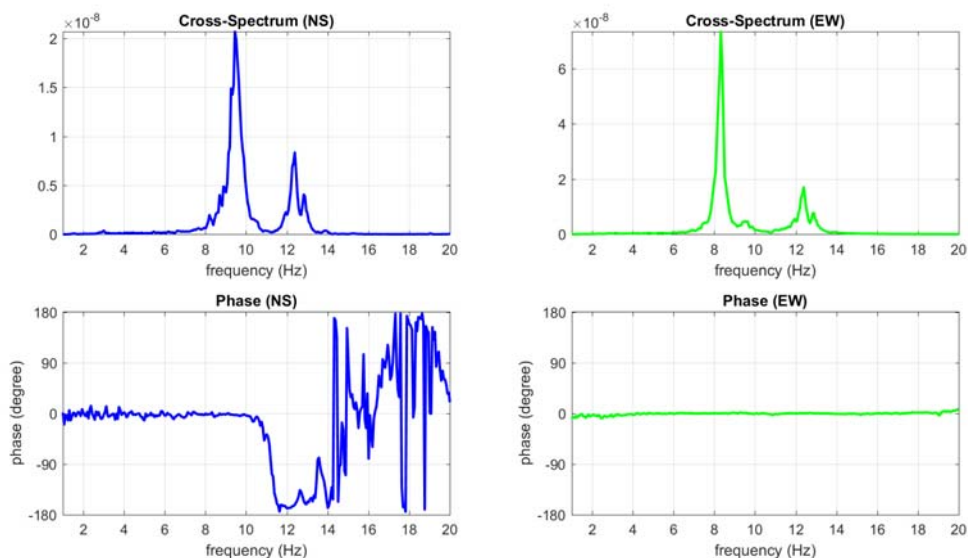 Cross-Spectrum (NS)
×10⁻⁸
2
1.5
1
0.5
0
2 4 6 8 10 12 14 16 18 20
frequency (Hz)
Cross-Spectrum (EW)
×10⁻⁸
6
4
2
0
2 4 6 8 10 12 14 16 18 20
frequency (Hz)
Phase (NS)
180
90
0
-90
-180
phase (degree)
2 4 6 8 10 12 14 16 18 20
frequency (Hz)
Phase (EW)
180
90
0
-90
-180
phase (degree)
2 4 6 8 10 12 14 16 18 20
frequency (Hz)